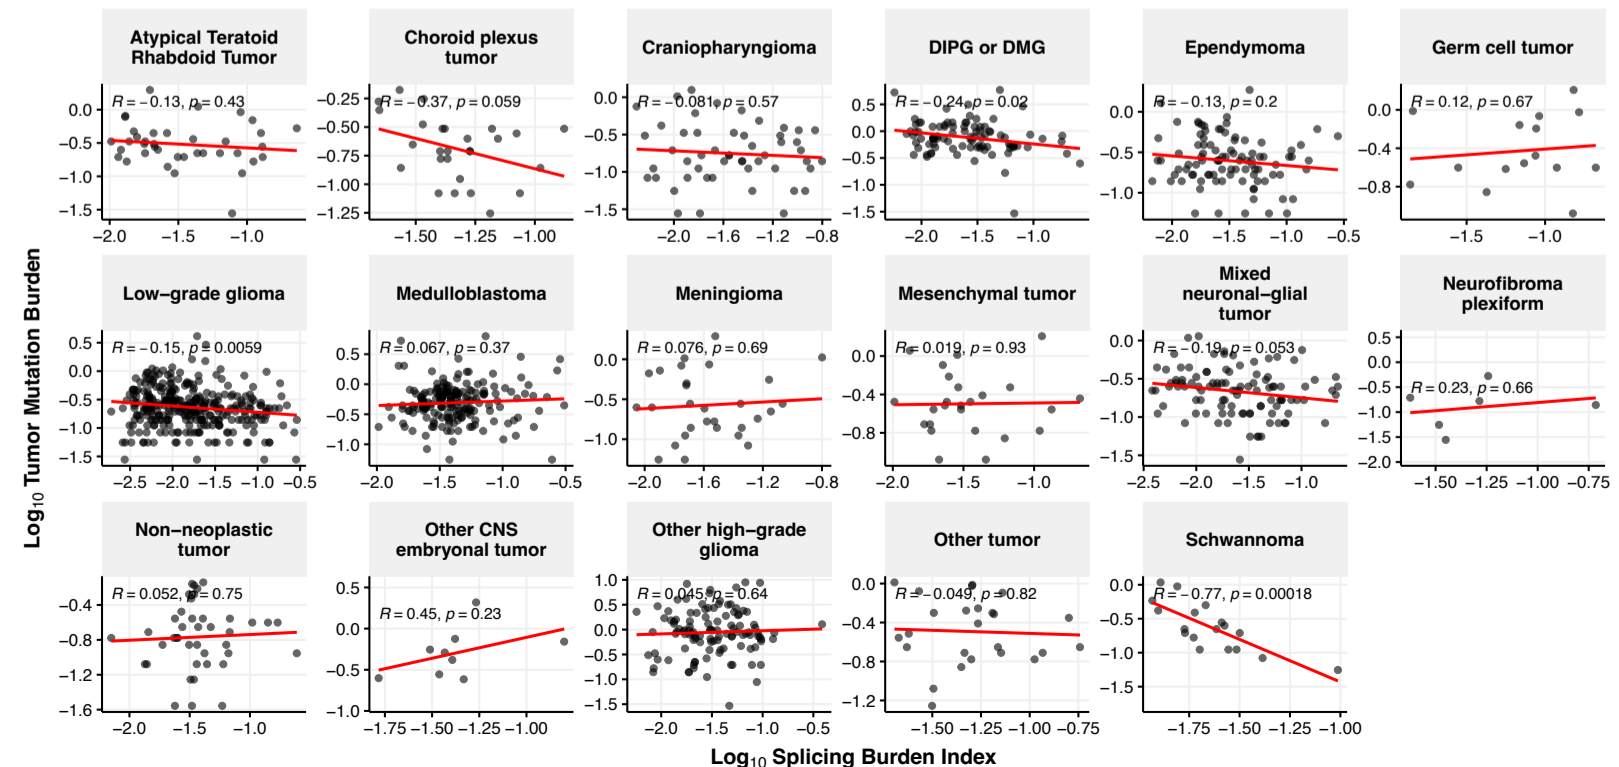 Atypical Teratoid
Rhabdoid Tumor
Choroid plexus
tumor
Craniopharyngioma
DIPG or DMG
Ependymoma
Germ cell tumor
R = −0.13, p = 0.43
R = −0.37, p = 0.059
R = −0.081, p = 0.57
R = −0.24, p = 0.02
R = −0.13, p = 0.2
R = 0.12, p = 0.67
0.0
−0.5
−1.0
−1.5
−2.0 −1.5 −1.0
−0.25
−0.50
−0.75
−1.00
−1.25
−1.50 −1.25 −1.00
0.0
−0.5
−1.0
−1.5
−2.0 −1.6 −1.2 −0.8
0.5
0.0
−0.5
−1.0
−1.5
−2.0 −1.5 −1.0
0.0
−0.5
−1.0
−2.0 −1.5 −1.0 −0.5
0.0
−0.4
−0.8
−1.5 −1.0
Low−grade glioma
Medulloblastoma
Meningioma
Mesenchymal tumor
Mixed
neuronal−glial
tumor
Neurofibroma
plexiform
R = −0.15, p = 0.0059
R = 0.067, p = 0.37
R = 0.076, p = 0.69
R = 0.019, p = 0.93
R = −0.19, p = 0.053
R = 0.23, p = 0.66
0.5
0.0
−0.5
−1.0
−1.5
−2.5 −2.0 −1.5 −1.0 −0.5
0.5
0.0
−0.5
−1.0
−2.0 −1.5 −1.0 −0.5
0.0
−0.5
−1.0
−2.0 −1.6 −1.2 −0.8
0.0
−0.4
−0.8
−2.0 −1.5 −1.0
0.0
−0.5
−1.0
−1.5
−2.5 −2.0 −1.5 −1.0
0.5
0.0
−0.5
−1.0
−1.5
−2.0
−1.50 −1.25 −1.00 −0.75
Non−neoplastic
tumor
Other CNS
embryonal tumor
Other high−grade
glioma
Other tumor
Schwannoma
R = 0.052, p = 0.75
R = 0.45, p = 0.23
R = 0.045, p = 0.64
R = −0.049, p = 0.82
R = −0.77, p = 0.00018
−0.4
−0.8
−1.2
−1.6
−2.0 −1.5 −1.0
0.5
0.0
−0.5
−1.0
−1.75 −1.50 −1.25 −1.00
1.0
0.5
0.0
−0.5
−1.0
−1.5
−2.0 −1.5 −1.0 −0.5
0.0
−0.4
−0.8
−1.2
−1.50 −1.25 −1.00 −0.75
0.0
−0.5
−1.0
−1.5
−1.75 −1.50 −1.25 −1.00
Log10 Tumor Mutation Burden
Log10 Splicing Burden Index